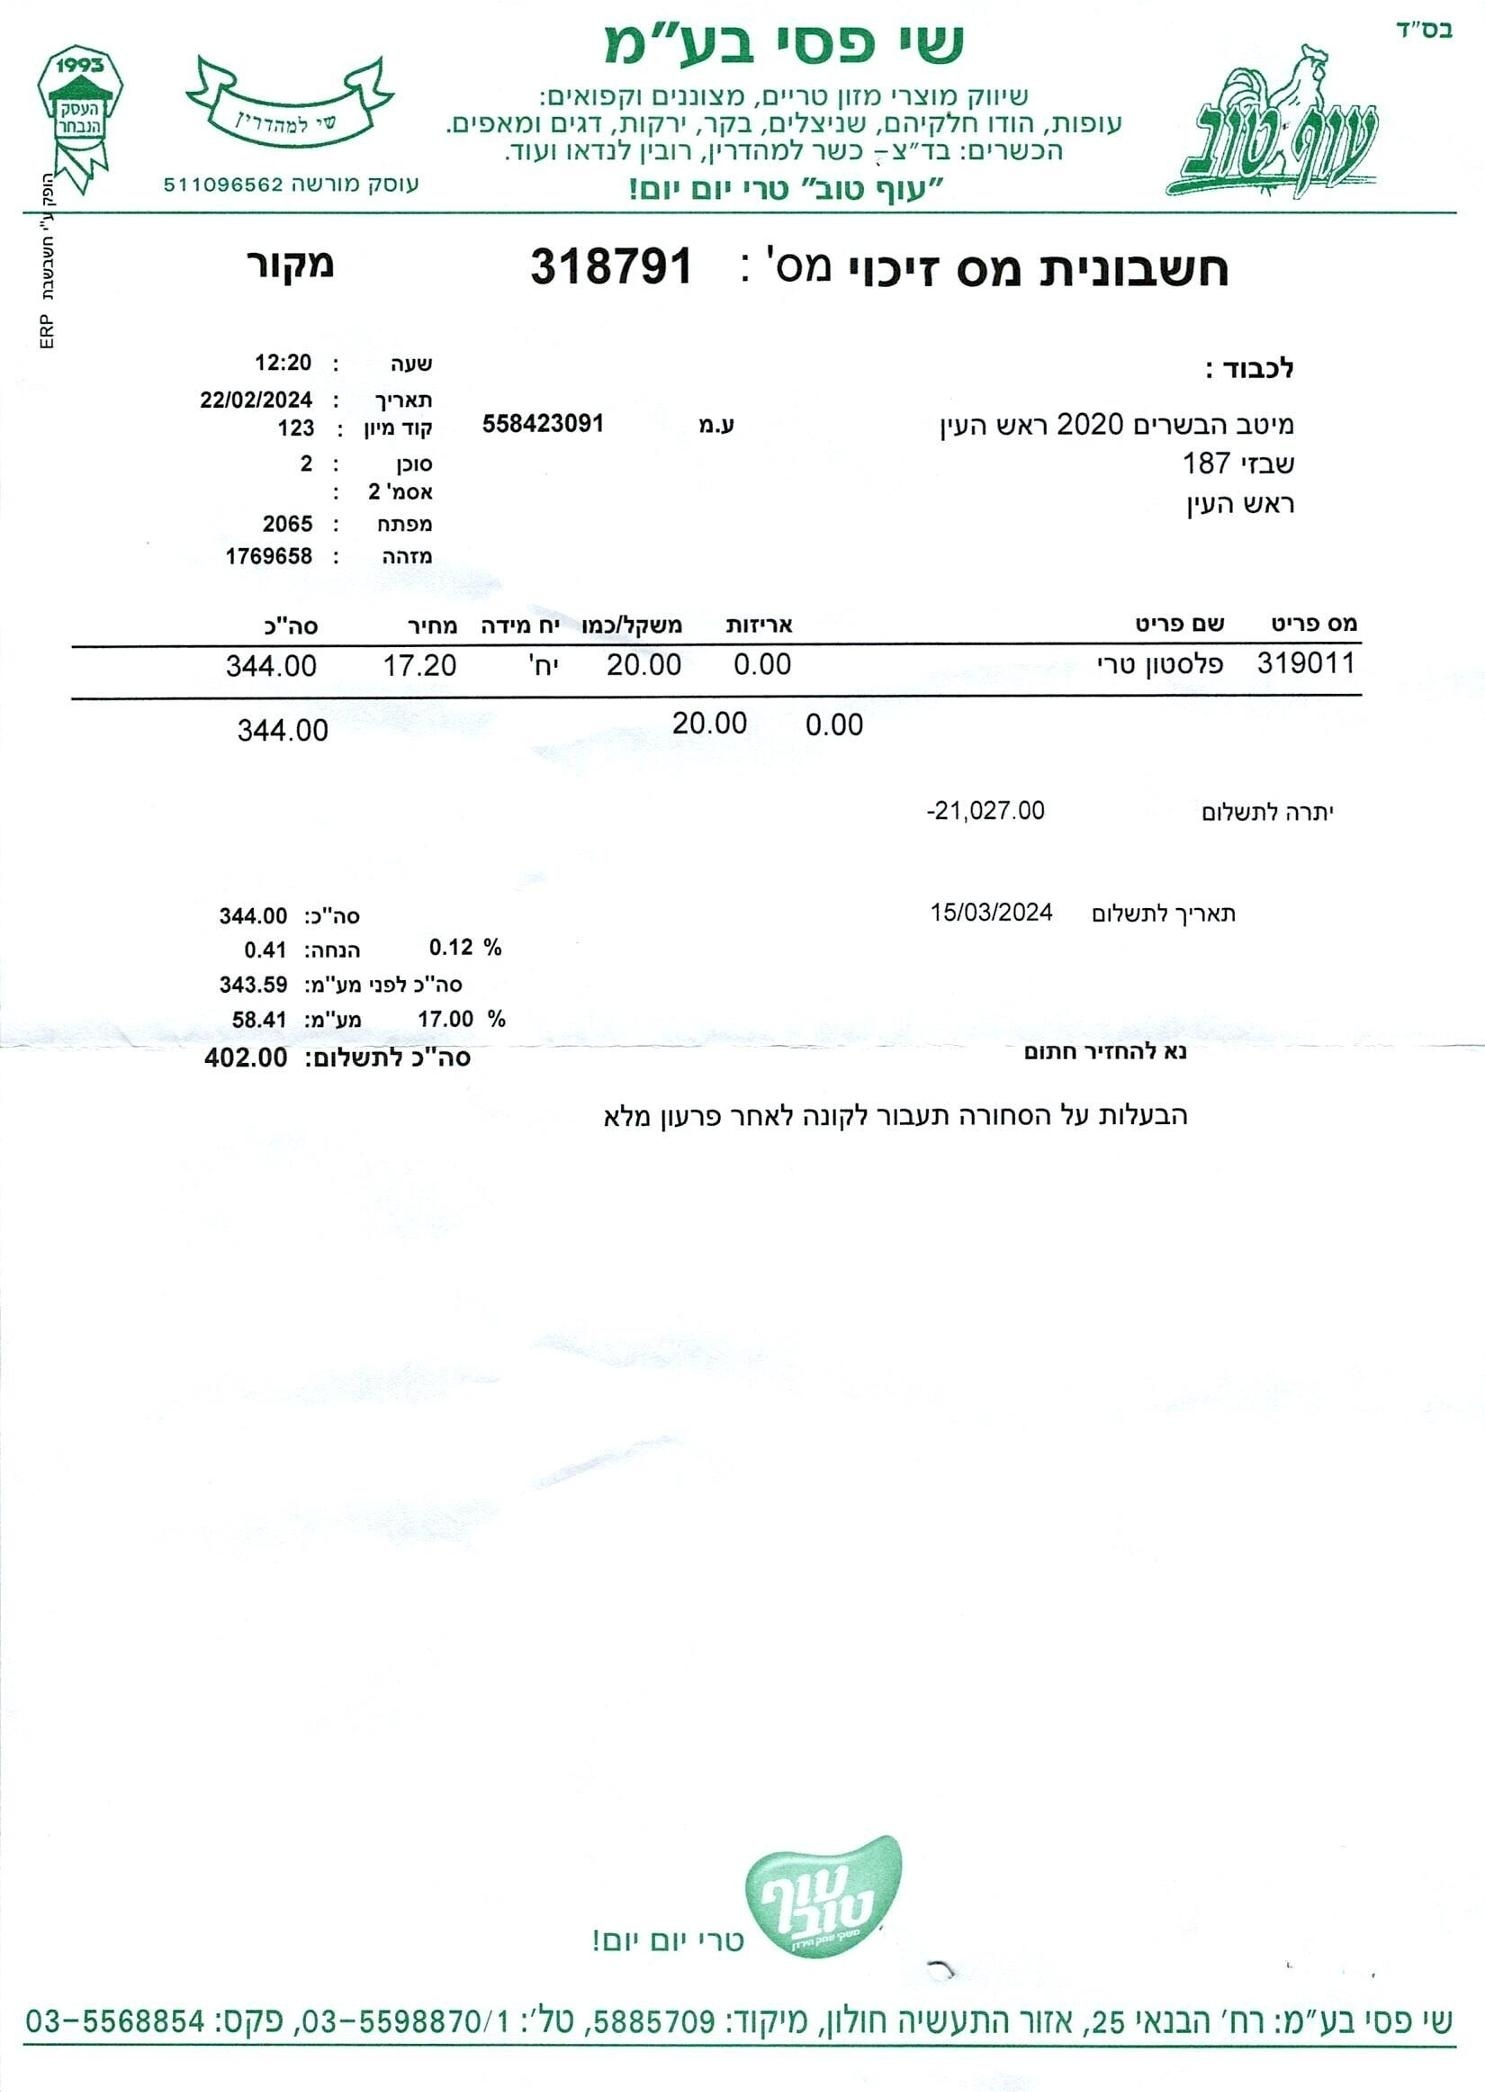 בס"ד
שי פסי בע"מ
שיווק מוצרי מזון טריים, מצוננים וקפואים:
עופות, הודו חלקיהם, שניצלים, בקר, ירקות, דגים ומאפים.
הכשרים: בד"צ – כשר למהדרין, רובין לנדאו ועוד.
"עוף טוב" טרי יום יום!
עוף טוב
שי למהדרין
עוסק מורשה 511096562
1993
העסק
הנבחר
הופק ע"י חשבשבת ERP
חשבונית מס זיכוי מס' : 318791 מקור
לכבוד :
מיטב הבשרים 2020 ראש העין ע.מ 558423091
שבזי 187
ראש העין
שעה : 12:20
תאריך : 22/02/2024
קוד מיון : 123
סוכן : 2
אסמ' 2 :
מפתח : 2065
מזהה : 1769658
מס פריט שם פריט אריזות משקל/כמו יח מידה מחיר סה"כ
319011 פלסטון טרי 0.00 20.00 יח' 17.20 344.00
0.00 20.00 344.00
יתרה לתשלום -21,027.00
תאריך לתשלום 15/03/2024
סה"כ: 344.00
% 0.12 הנחה: 0.41
סה"כ לפני מע"מ: 343.59
% 17.00 מע"מ: 58.41
סה"כ לתשלום: 402.00
נא להחזיר חתום
הבעלות על הסחורה תעבור לקונה לאחר פרעון מלא
עוף
טוב
משקי עמק הירדן
טרי יום יום!
שי פסי בע"מ: רח' הבנאי 25, אזור התעשיה חולון, מיקוד: 5885709, טל': 03-5598870/1, פקס: 03-5568854